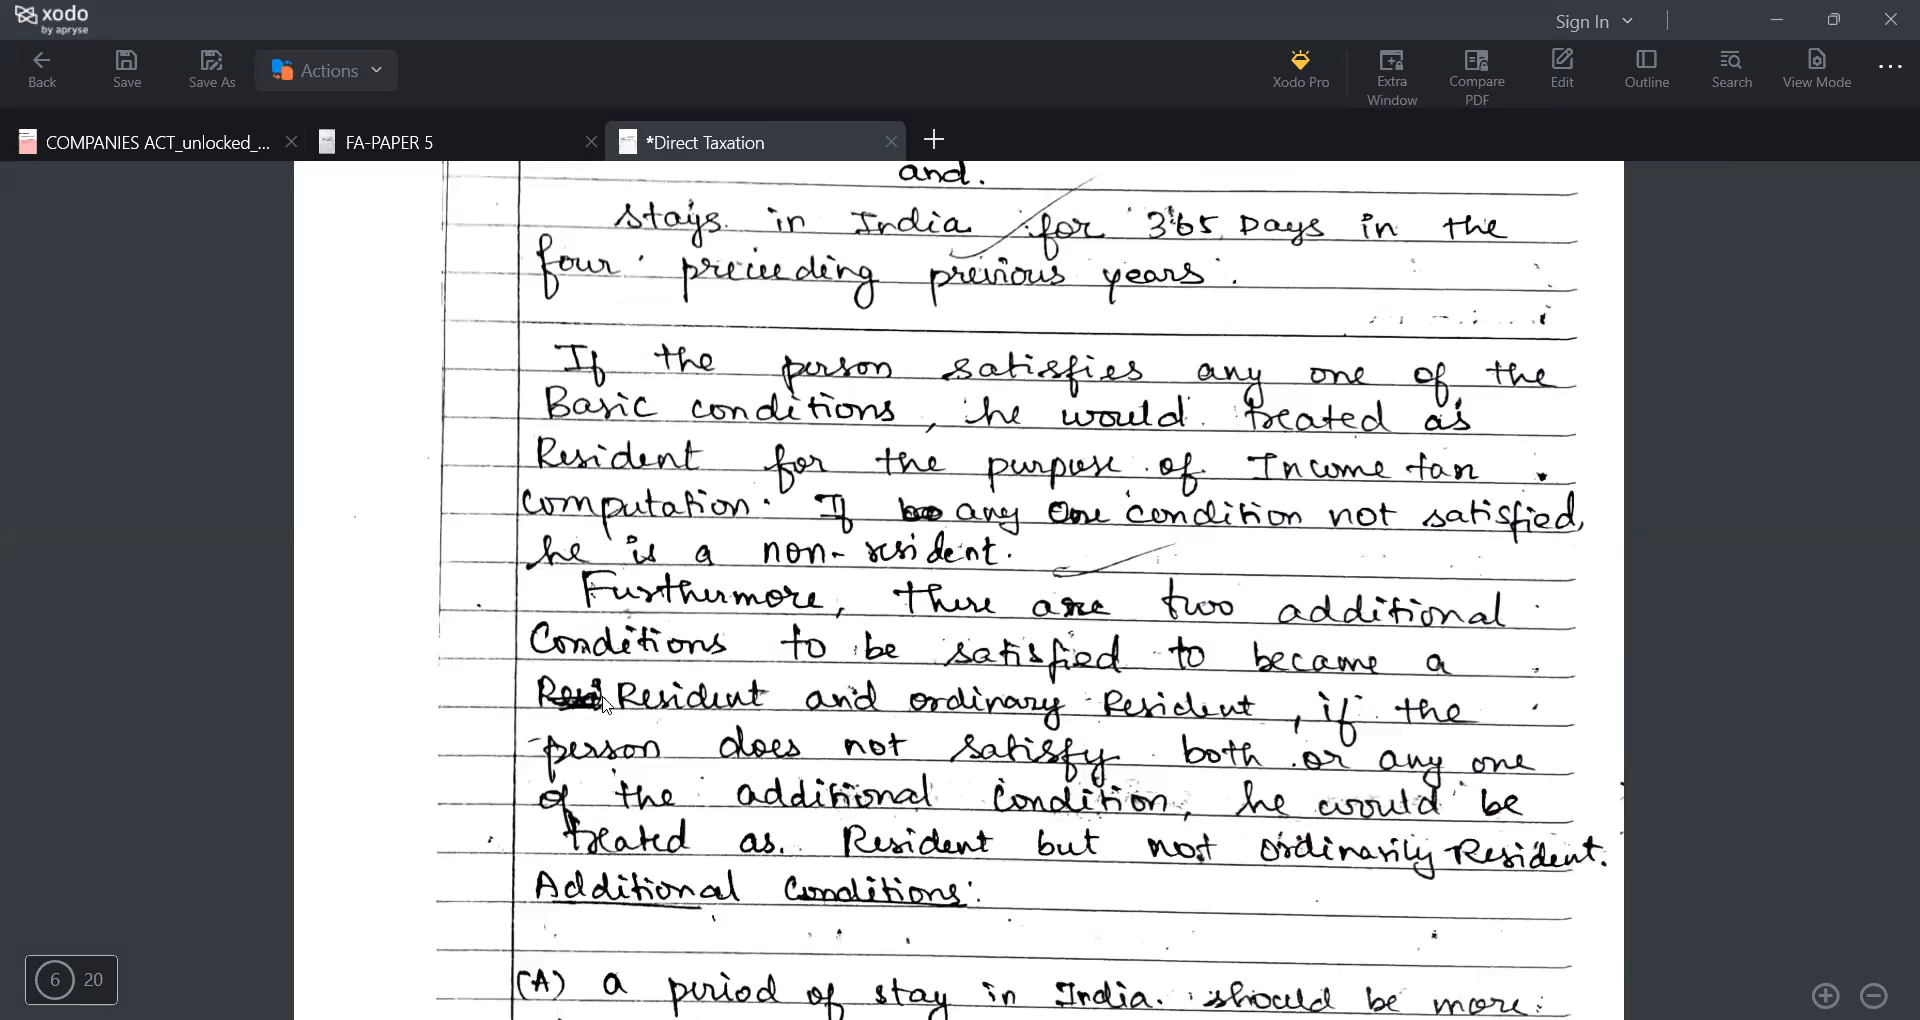 xodo
by apryse
Sign In
Back
Save
Save As
Actions
Xodo Pro
Extra Window
Compare PDF
Edit
Outline
Search
View Mode
COMPANIES ACT_unlocked_...
FA-PAPER 5
*Direct Taxation
and.
stays in India for 365 Days in the
four preceeding previous years.
If the person satisfies any one of the
Basic conditions, he would treated as
Resident for the purpose of Income tax
computation. If any one condition not satisfied,
he is a non-resident.
Furthermore, there are two additional
Conditions to be satisfied to became a
Resident and ordinary Resident, if the
person does not satisfy both or any one
of the additional condition, he would be
treated as Resident but not ordinarily Resident.
Additional Conditions:
(A) a period of stay in India should be more
6 20